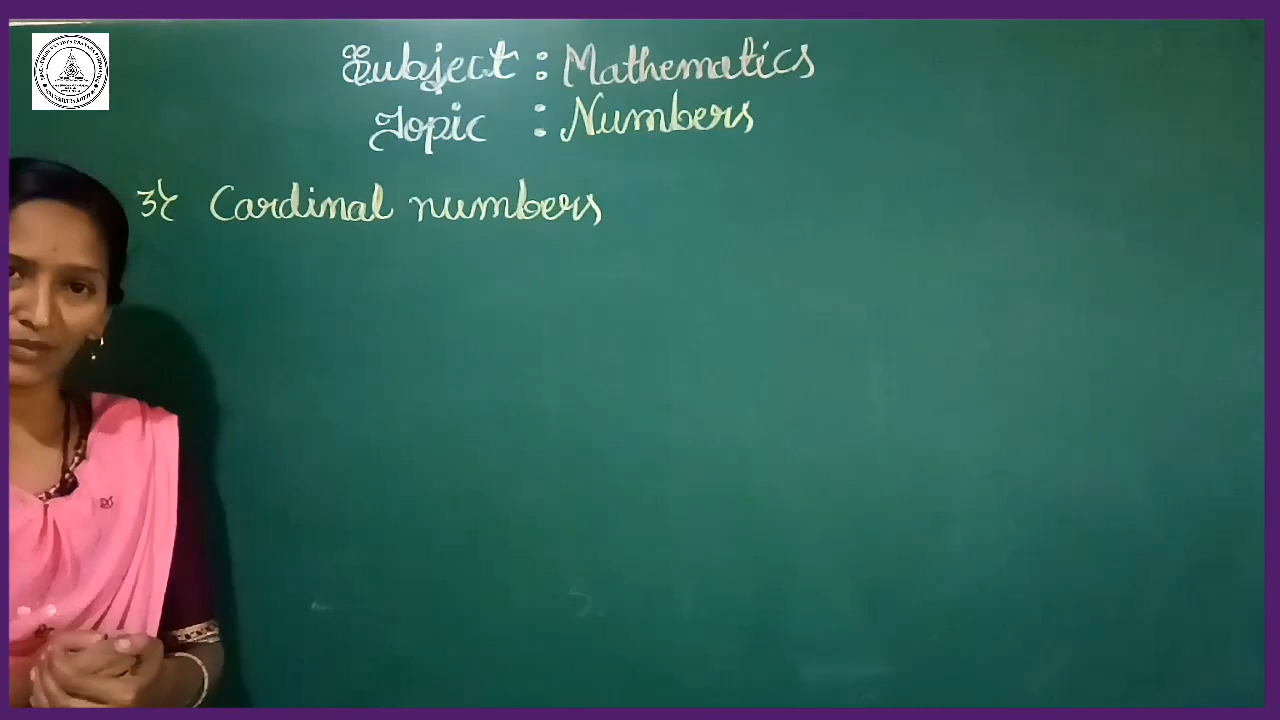 Subject : Mathematics
Topic : Numbers
3) Cardinal numbers